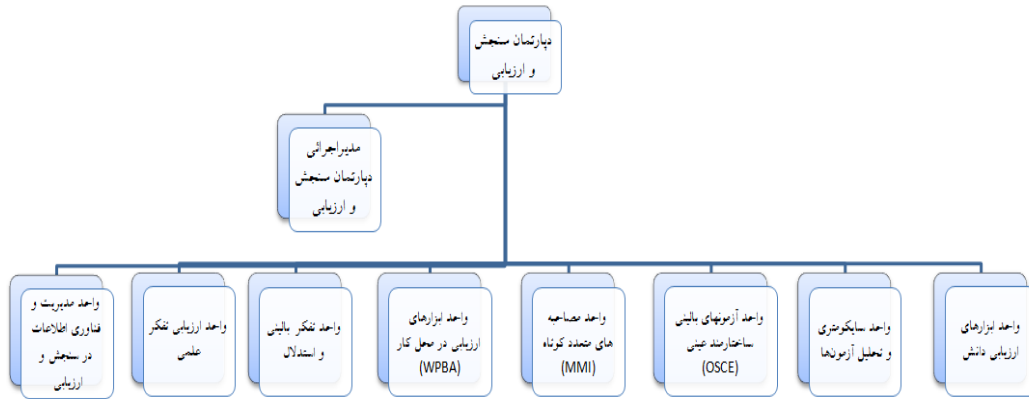 دپارتمان سنجش
و ارزیابی
مدیراجرائی
دپارتمان سنجش
و ارزیابی
واحد ابزارهای
ارزیابی دانش
واحد سایکومتری
و تحلیل آزمون‌ها
واحد آزمونهای بالینی
ساختارمند عینی
(OSCE)
واحد مصاحبه
های متعدد کوتاه
(MMI)
واحد ابزارهای
ارزیابی در محل کار
(WPBA)
واحد تفکر بالینی
و استدلال
واحد ارزیابی تفکر
علمی
واحد مدیریت و
فناوری اطلاعات
در سنجش و
ارزیابی